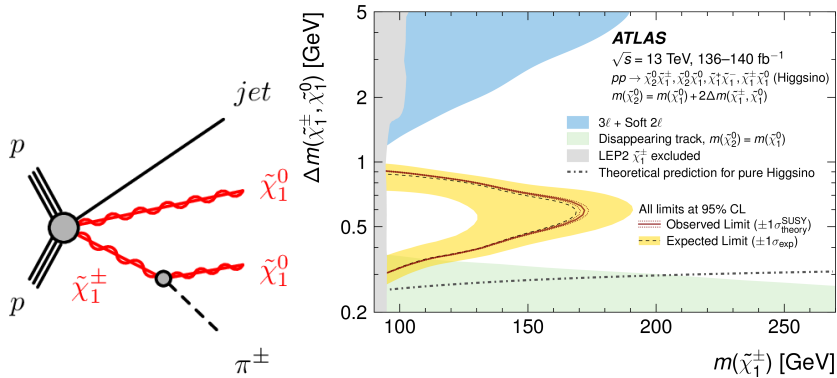 p
p
jet
χ̃₁⁰
χ̃₁±
χ̃₁⁰
π±
Δm(χ̃₁±, χ̃₁⁰) [GeV]
5
2
1
0.5
0.2
ATLAS
√s = 13 TeV, 136–140 fb⁻¹
pp → χ̃₂⁰χ̃₁±, χ̃₂⁰χ̃₁⁰, χ̃₁⁺χ̃₁⁻, χ̃₁±χ̃₁⁰ (Higgsino)
m(χ̃₂⁰) = m(χ̃₁⁰) + 2Δm(χ̃₁±, χ̃₁⁰)
3ℓ + Soft 2ℓ
Disappearing track, m(χ̃₂⁰) = m(χ̃₁⁰)
LEP2 χ̃₁± excluded
Theoretical prediction for pure Higgsino
All limits at 95% CL
Observed Limit (±1σ_theory^SUSY)
Expected Limit (±1σ_exp)
100 150 200 250
m(χ̃₁±) [GeV]